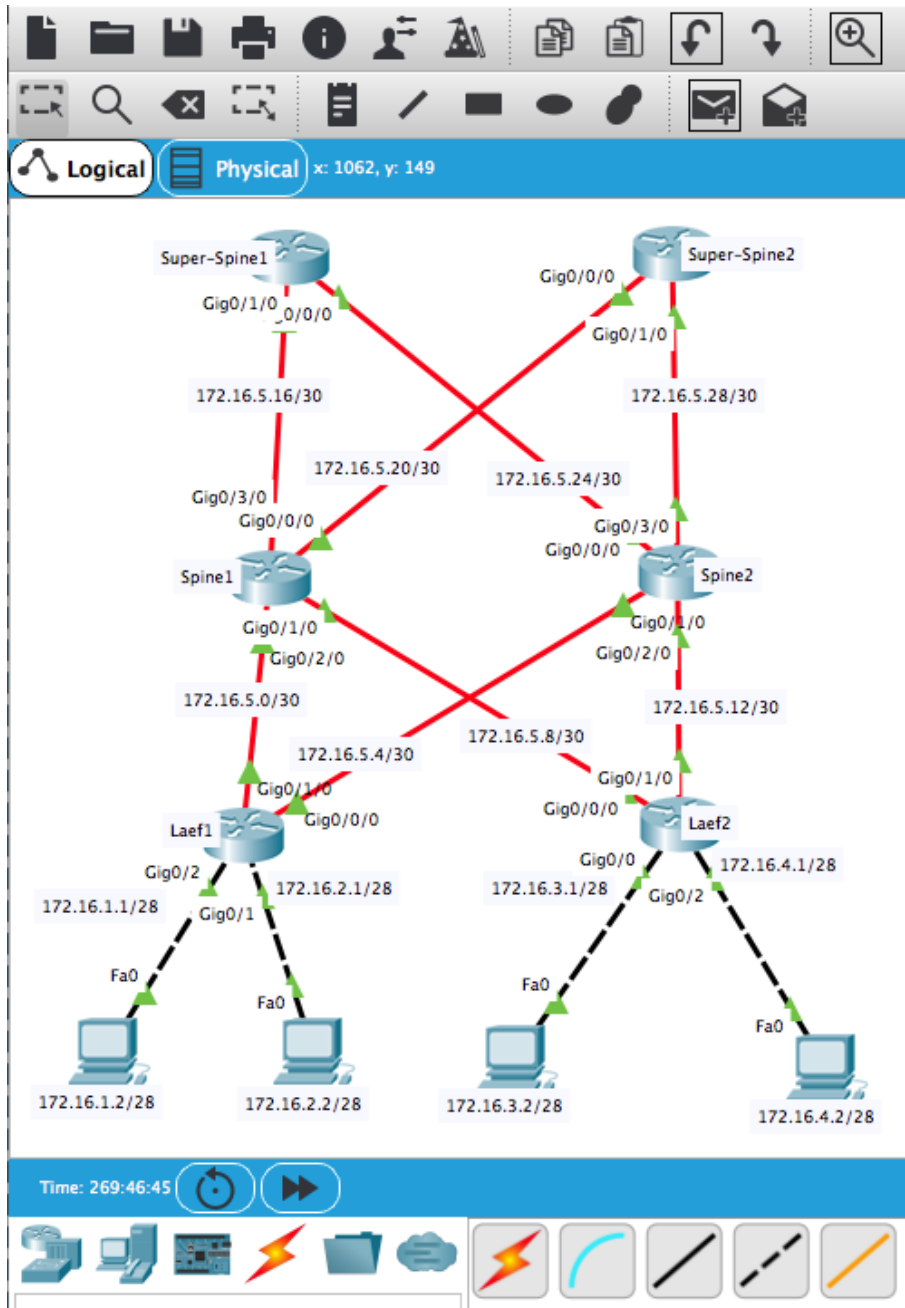 Logical
Physical
x: 1062, y: 149
Super-Spine1
Super-Spine2
Gig0/0/0
Gig0/1/0
0/0/0
Gig0/1/0
172.16.5.16/30
172.16.5.28/30
172.16.5.20/30
172.16.5.24/30
Gig0/3/0
Gig0/0/0
Gig0/3/0
Gig0/0/0
Spine1
Spine2
Gig0/1/0
Gig0/1/0
Gig0/2/0
Gig0/2/0
172.16.5.0/30
172.16.5.12/30
172.16.5.4/30
172.16.5.8/30
Gig0/1/0
Gig0/1/0
Gig0/0/0
Gig0/0/0
Laef1
Laef2
Gig0/2
172.16.2.1/28
Gig0/0
172.16.4.1/28
172.16.1.1/28
Gig0/1
172.16.3.1/28
Gig0/2
Fa0
Fa0
Fa0
Fa0
172.16.1.2/28
172.16.2.2/28
172.16.3.2/28
172.16.4.2/28
Time: 269:46:45